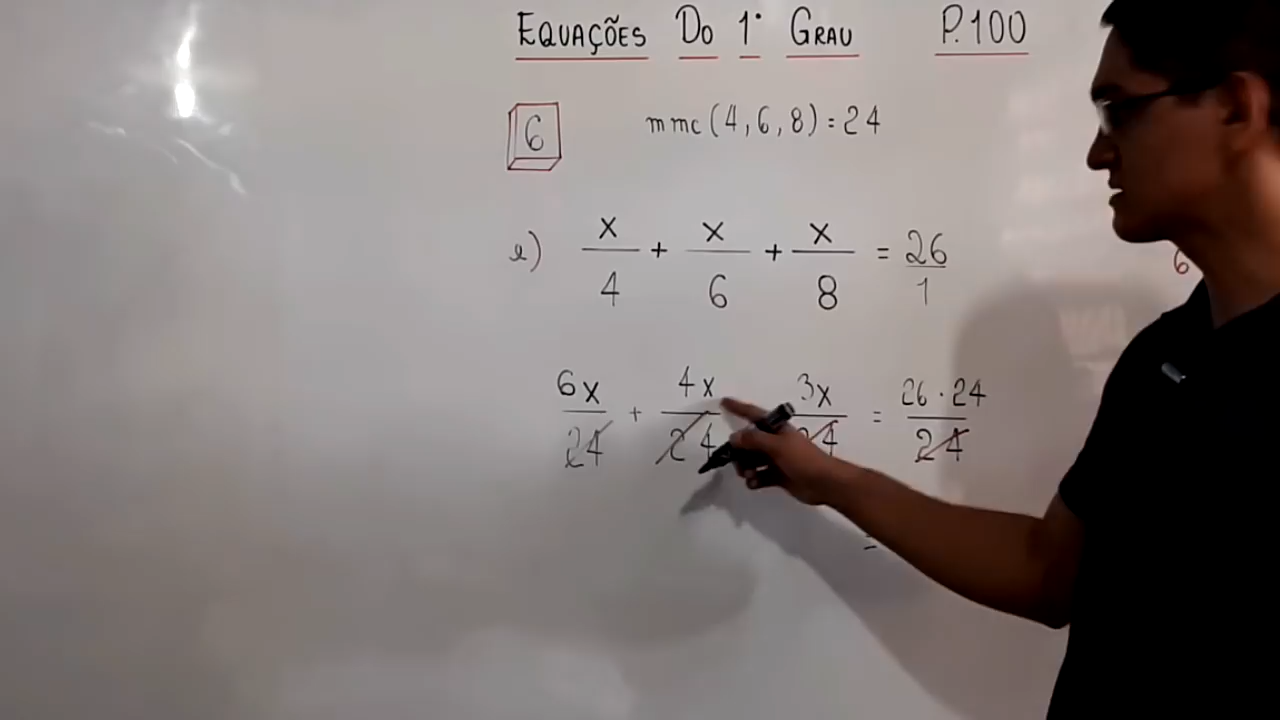 EQUAÇÕES DO 1° GRAU P.100
6 mmc(4,6,8)=24
e) x/4 + x/6 + x/8 = 26/1
6x/24 + 4x/24 3x/24 = 26·24/24
=
6